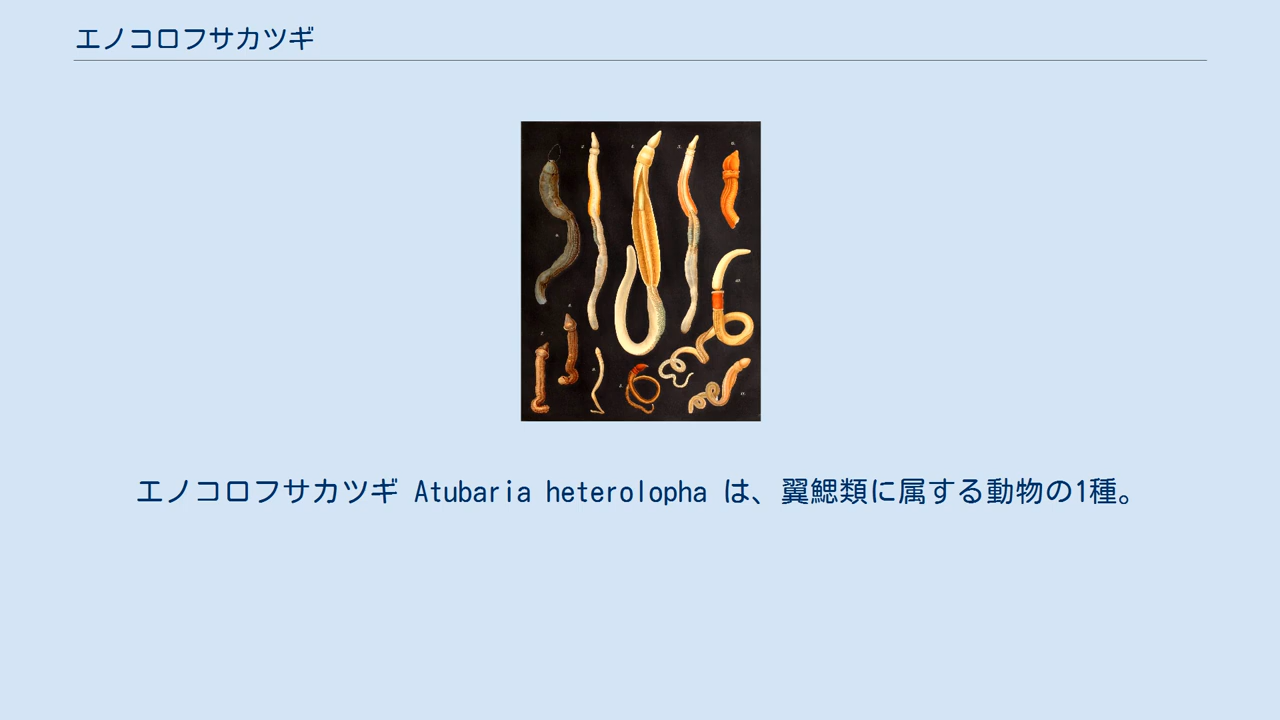 エノコロフサカツギ
エノコロフサカツギ Atubaria heterolopha は、翼鰓類に属する動物の1種。